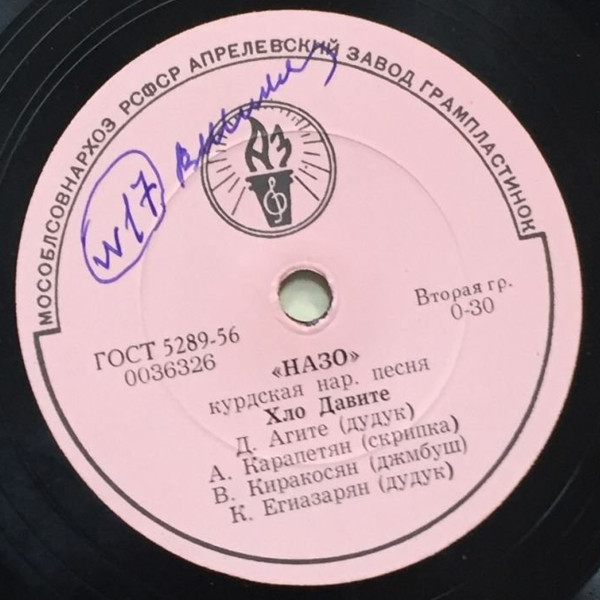 МОСОБЛСОВНАРХОЗ РСФСР АПРЕЛЕВСКИЙ ЗАВОД ГРАМПЛАСТИНОК
№17
АЗ
ГОСТ 5289-56
0036326
Вторая гр.
0-30
«НАЗО»
курдская нар. песня
Хло Давите
Д. Агите (дудук)
А. Карапетян (скрипка)
В. Киракосян (джмбуш)
К. Егиазарян (дудук)